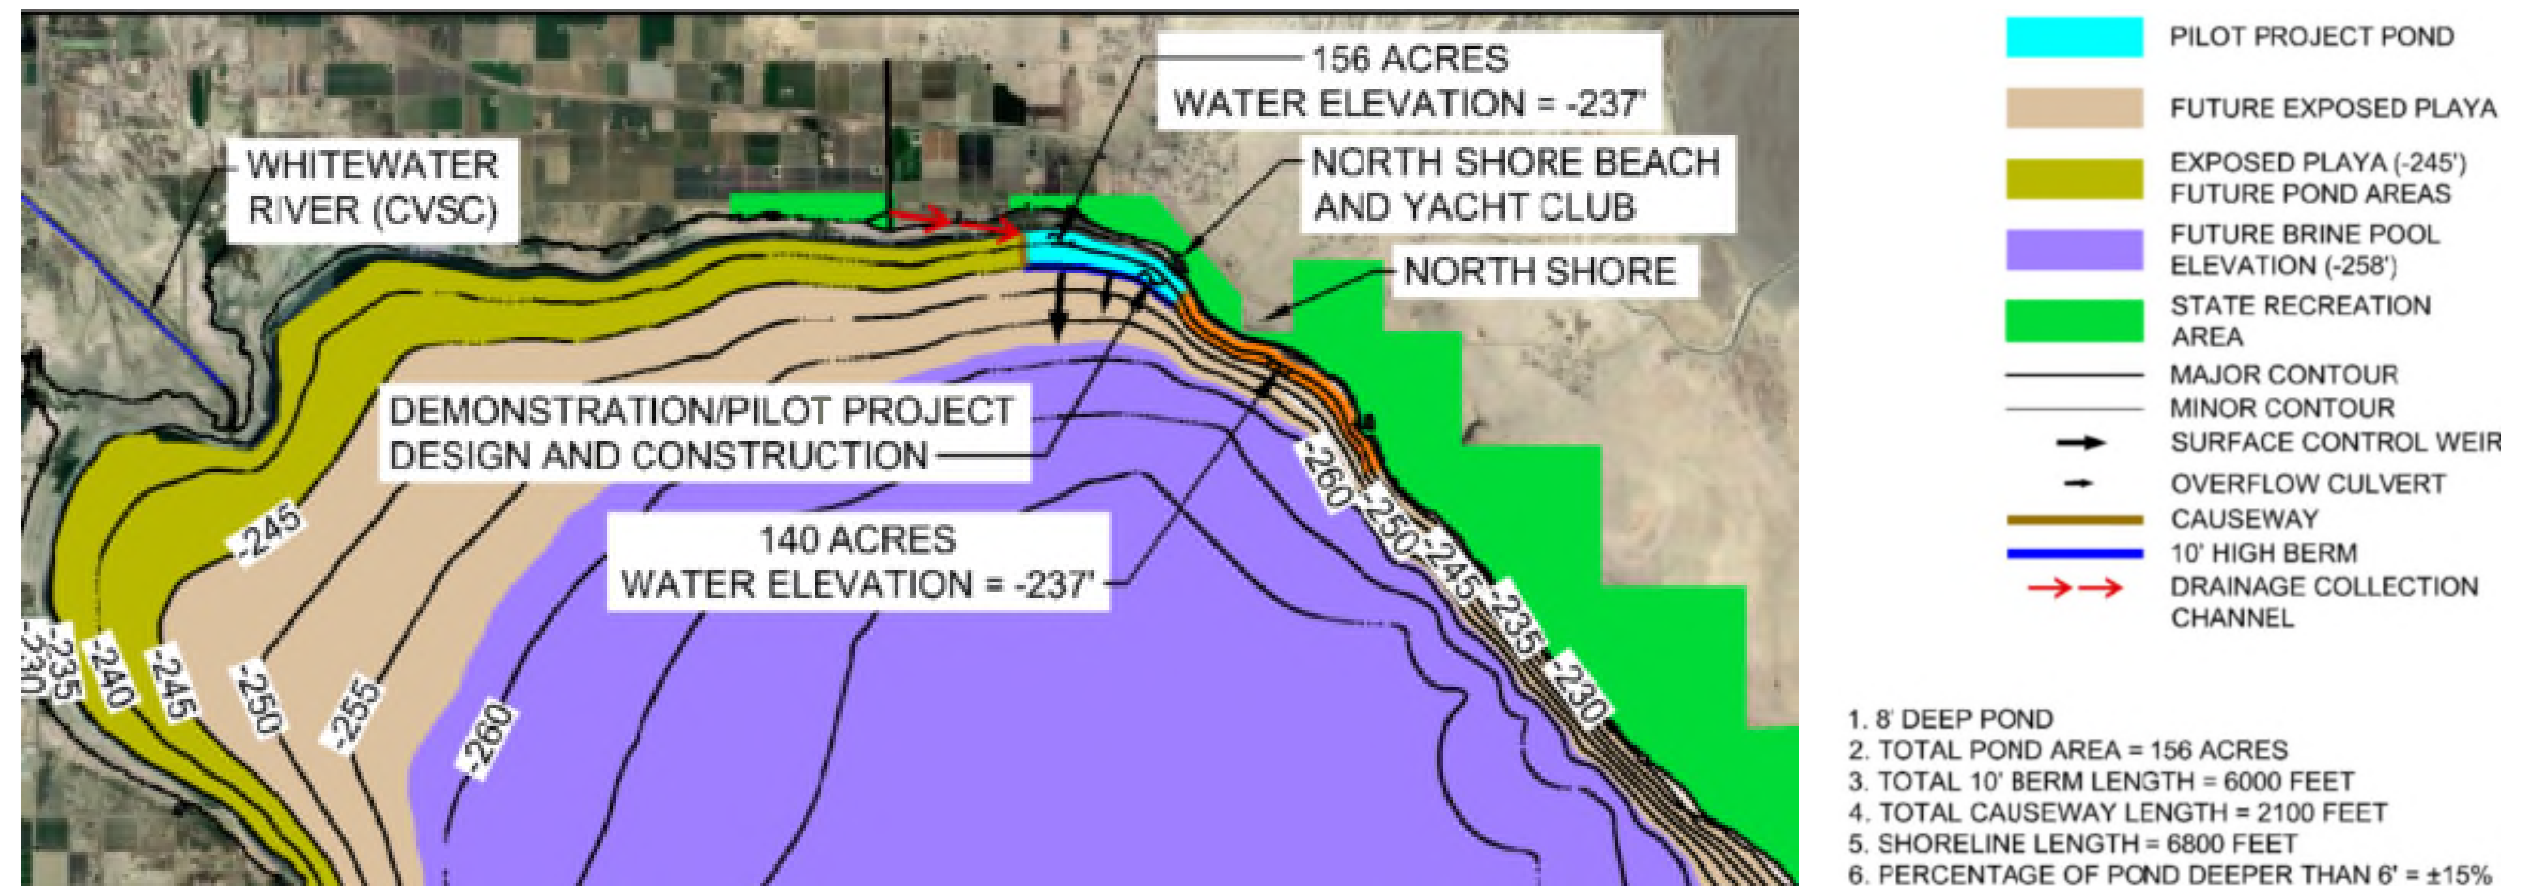 156 ACRES
WATER ELEVATION = -237'
WHITEWATER
RIVER (CVSC)
NORTH SHORE BEACH
AND YACHT CLUB
NORTH SHORE
DEMONSTRATION/PILOT PROJECT
DESIGN AND CONSTRUCTION
140 ACRES
WATER ELEVATION = -237'
-245
-260
-250
-245
-235
-230
-230
-235
-240
-245
-250
-255
-260
PILOT PROJECT POND
FUTURE EXPOSED PLAYA
EXPOSED PLAYA (-245')
FUTURE POND AREAS
FUTURE BRINE POOL
ELEVATION (-258')
STATE RECREATION
AREA
MAJOR CONTOUR
MINOR CONTOUR
SURFACE CONTROL WEIR
OVERFLOW CULVERT
CAUSEWAY
10' HIGH BERM
DRAINAGE COLLECTION
CHANNEL
1. 8' DEEP POND
2. TOTAL POND AREA = 156 ACRES
3. TOTAL 10' BERM LENGTH = 6000 FEET
4. TOTAL CAUSEWAY LENGTH = 2100 FEET
5. SHORELINE LENGTH = 6800 FEET
6. PERCENTAGE OF POND DEEPER THAN 6' = ±15%